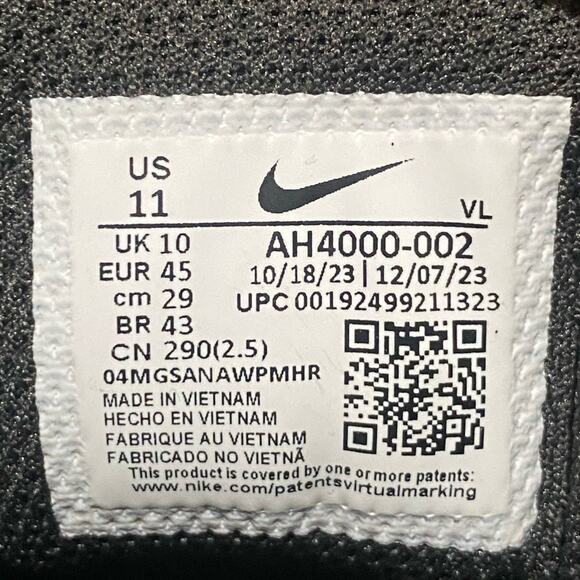 US
11
VL
UK 10
AH4000-002
EUR 45
10/18/23 | 12/07/23
cm 29
UPC 00192499211323
BR 43
CN 290(2.5)
04MGSANAWPMHR
MADE IN VIETNAM
HECHO EN VIETNAM
FABRIQUE AU VIETNAM
FABRICADO NO VIETNÃ
This product is covered by one or more patents:
www.nike.com/patentsvirtualmarking